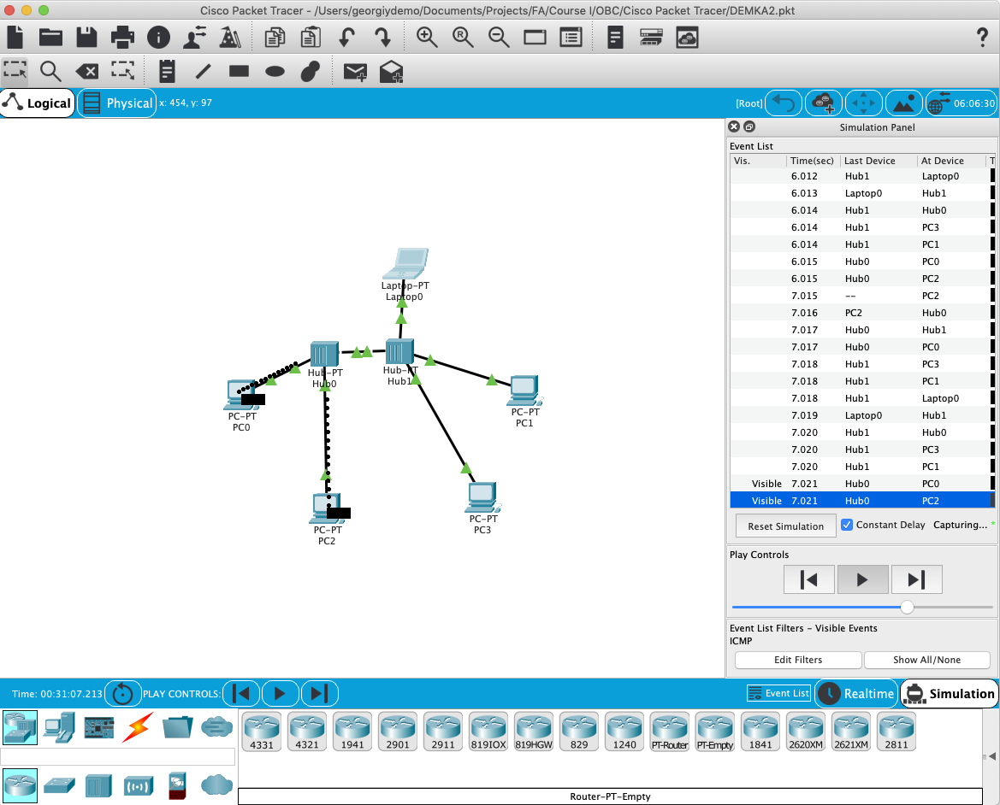 Cisco Packet Tracer - /Users/georgiydemo/Documents/Projects/FA/Course I/OBC/Cisco Packet Tracer/DEMKA2.pkt
?
Logical
Physical
x: 454, y: 97
[Root]
06:06:30
Simulation Panel
Event List
Vis. Time(sec) Last Device At Device T
6.012 Hub1 Laptop0
6.013 Laptop0 Hub1
6.014 Hub1 Hub0
6.014 Hub1 PC3
6.014 Hub1 PC1
6.015 Hub0 PC0
6.015 Hub0 PC2
7.015 -- PC2
7.016 PC2 Hub0
7.017 Hub0 Hub1
7.017 Hub0 PC0
7.018 Hub1 PC3
7.018 Hub1 PC1
7.018 Hub1 Laptop0
7.019 Laptop0 Hub1
7.020 Hub1 Hub0
7.020 Hub1 PC3
7.020 Hub1 PC1
Visible 7.021 Hub0 PC0
Visible 7.021 Hub0 PC2
Reset Simulation
Constant Delay
Capturing... *
Play Controls
Event List Filters - Visible Events
ICMP
Edit Filters
Show All/None
Laptop-PT
Laptop0
Hub-PT
Hub0
Hub-PT
Hub1
PC-PT
PC0
PC-PT
PC1
PC-PT
PC2
PC-PT
PC3
Time: 00:31:07.213
PLAY CONTROLS:
Event List
Realtime
Simulation
4331
4321
1941
2901
2911
819IOX
819HGW
829
1240
PT-Router
PT-Empty
1841
2620XM
2621XM
2811
Router-PT-Empty